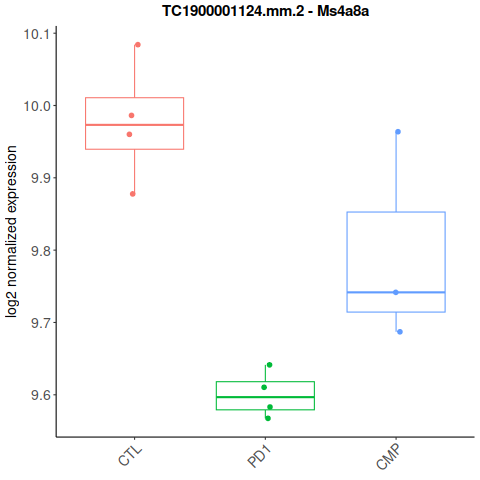 TC1900001124.mm.2 - Ms4a8a
log2 normalized expression
10.1
10.0
9.9
9.8
9.7
9.6
CTL
PD1
CMP